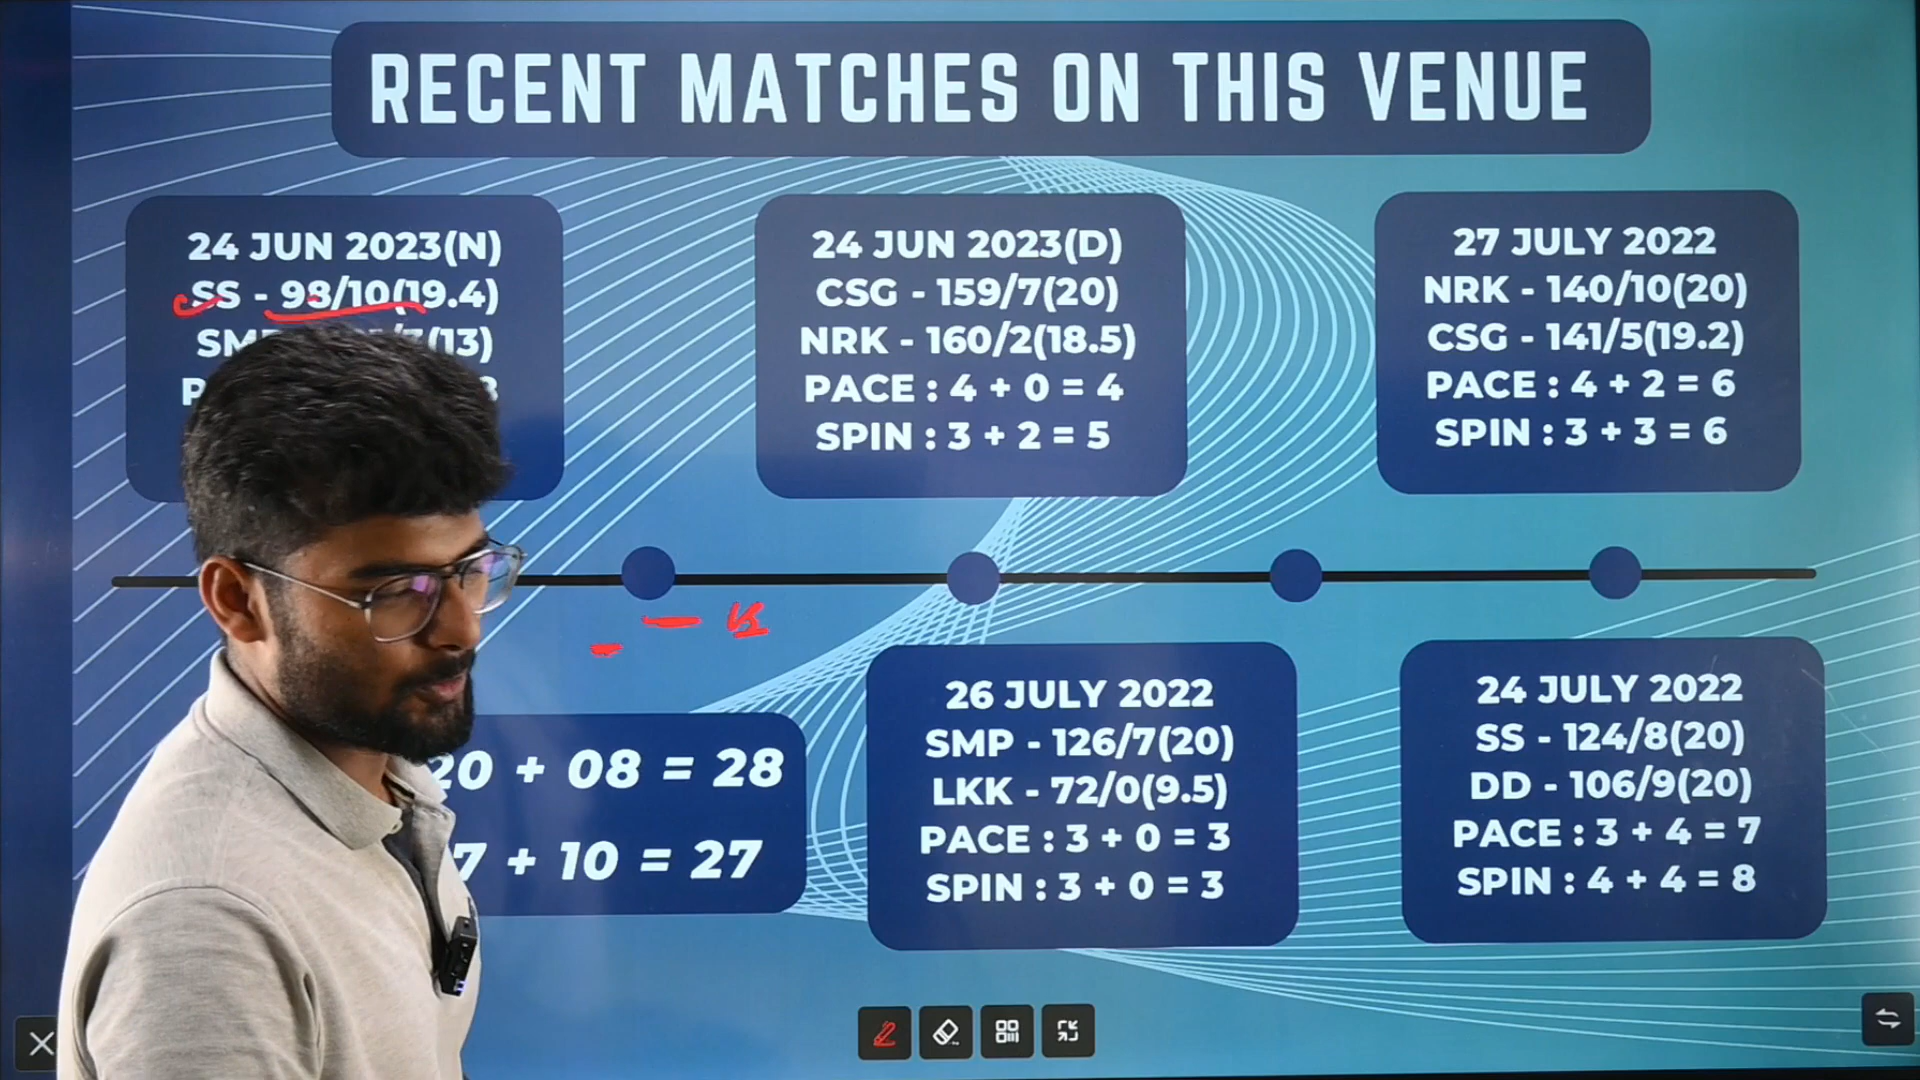 RECENT MATCHES ON THIS VENUE
24 JUN 2023(N)
SS - 98/10(19.4)
(13)
24 JUN 2023(D)
CSG - 159/7(20)
NRK - 160/2(18.5)
PACE : 4 + 0 = 4
SPIN : 3 + 2 = 5
27 JULY 2022
NRK - 140/10(20)
CSG - 141/5(19.2)
PACE : 4 + 2 = 6
SPIN : 3 + 3 = 6
20 + 08 = 28
7 + 10 = 27
26 JULY 2022
SMP - 126/7(20)
LKK - 72/0(9.5)
PACE : 3 + 0 = 3
SPIN : 3 + 0 = 3
24 JULY 2022
SS - 124/8(20)
DD - 106/9(20)
PACE : 3 + 4 = 7
SPIN : 4 + 4 = 8